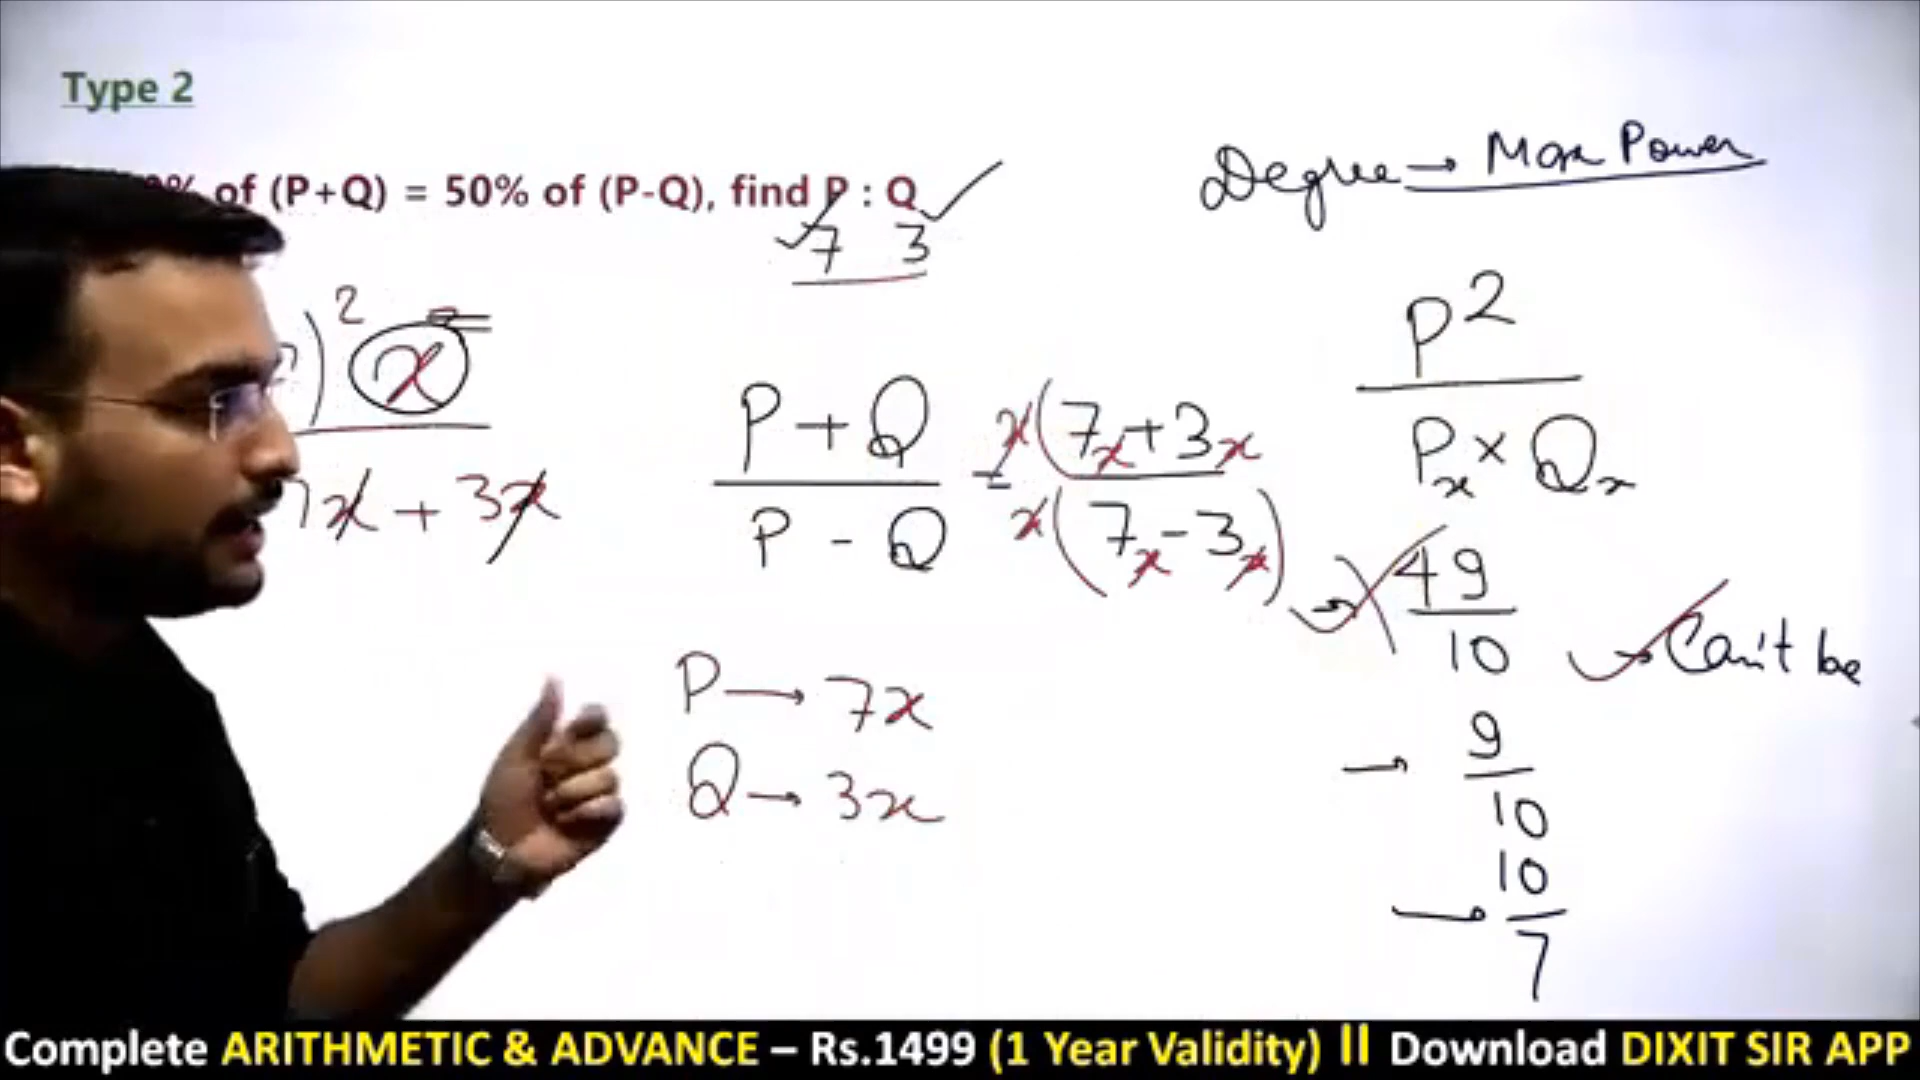 Type 2
% of (P+Q) = 50% of (P-Q), find P : Q
7 3
Degree → Max Power
)² x
7x + 3x
P + Q
P - Q
= x(7x+3x
x(7x-3x)
P²
Px × Qx
49
10
Can't be
9
10
10
7
P → 7x
Q → 3x
Complete ARITHMETIC & ADVANCE – Rs.1499 (1 Year Validity) II Download DIXIT SIR APP